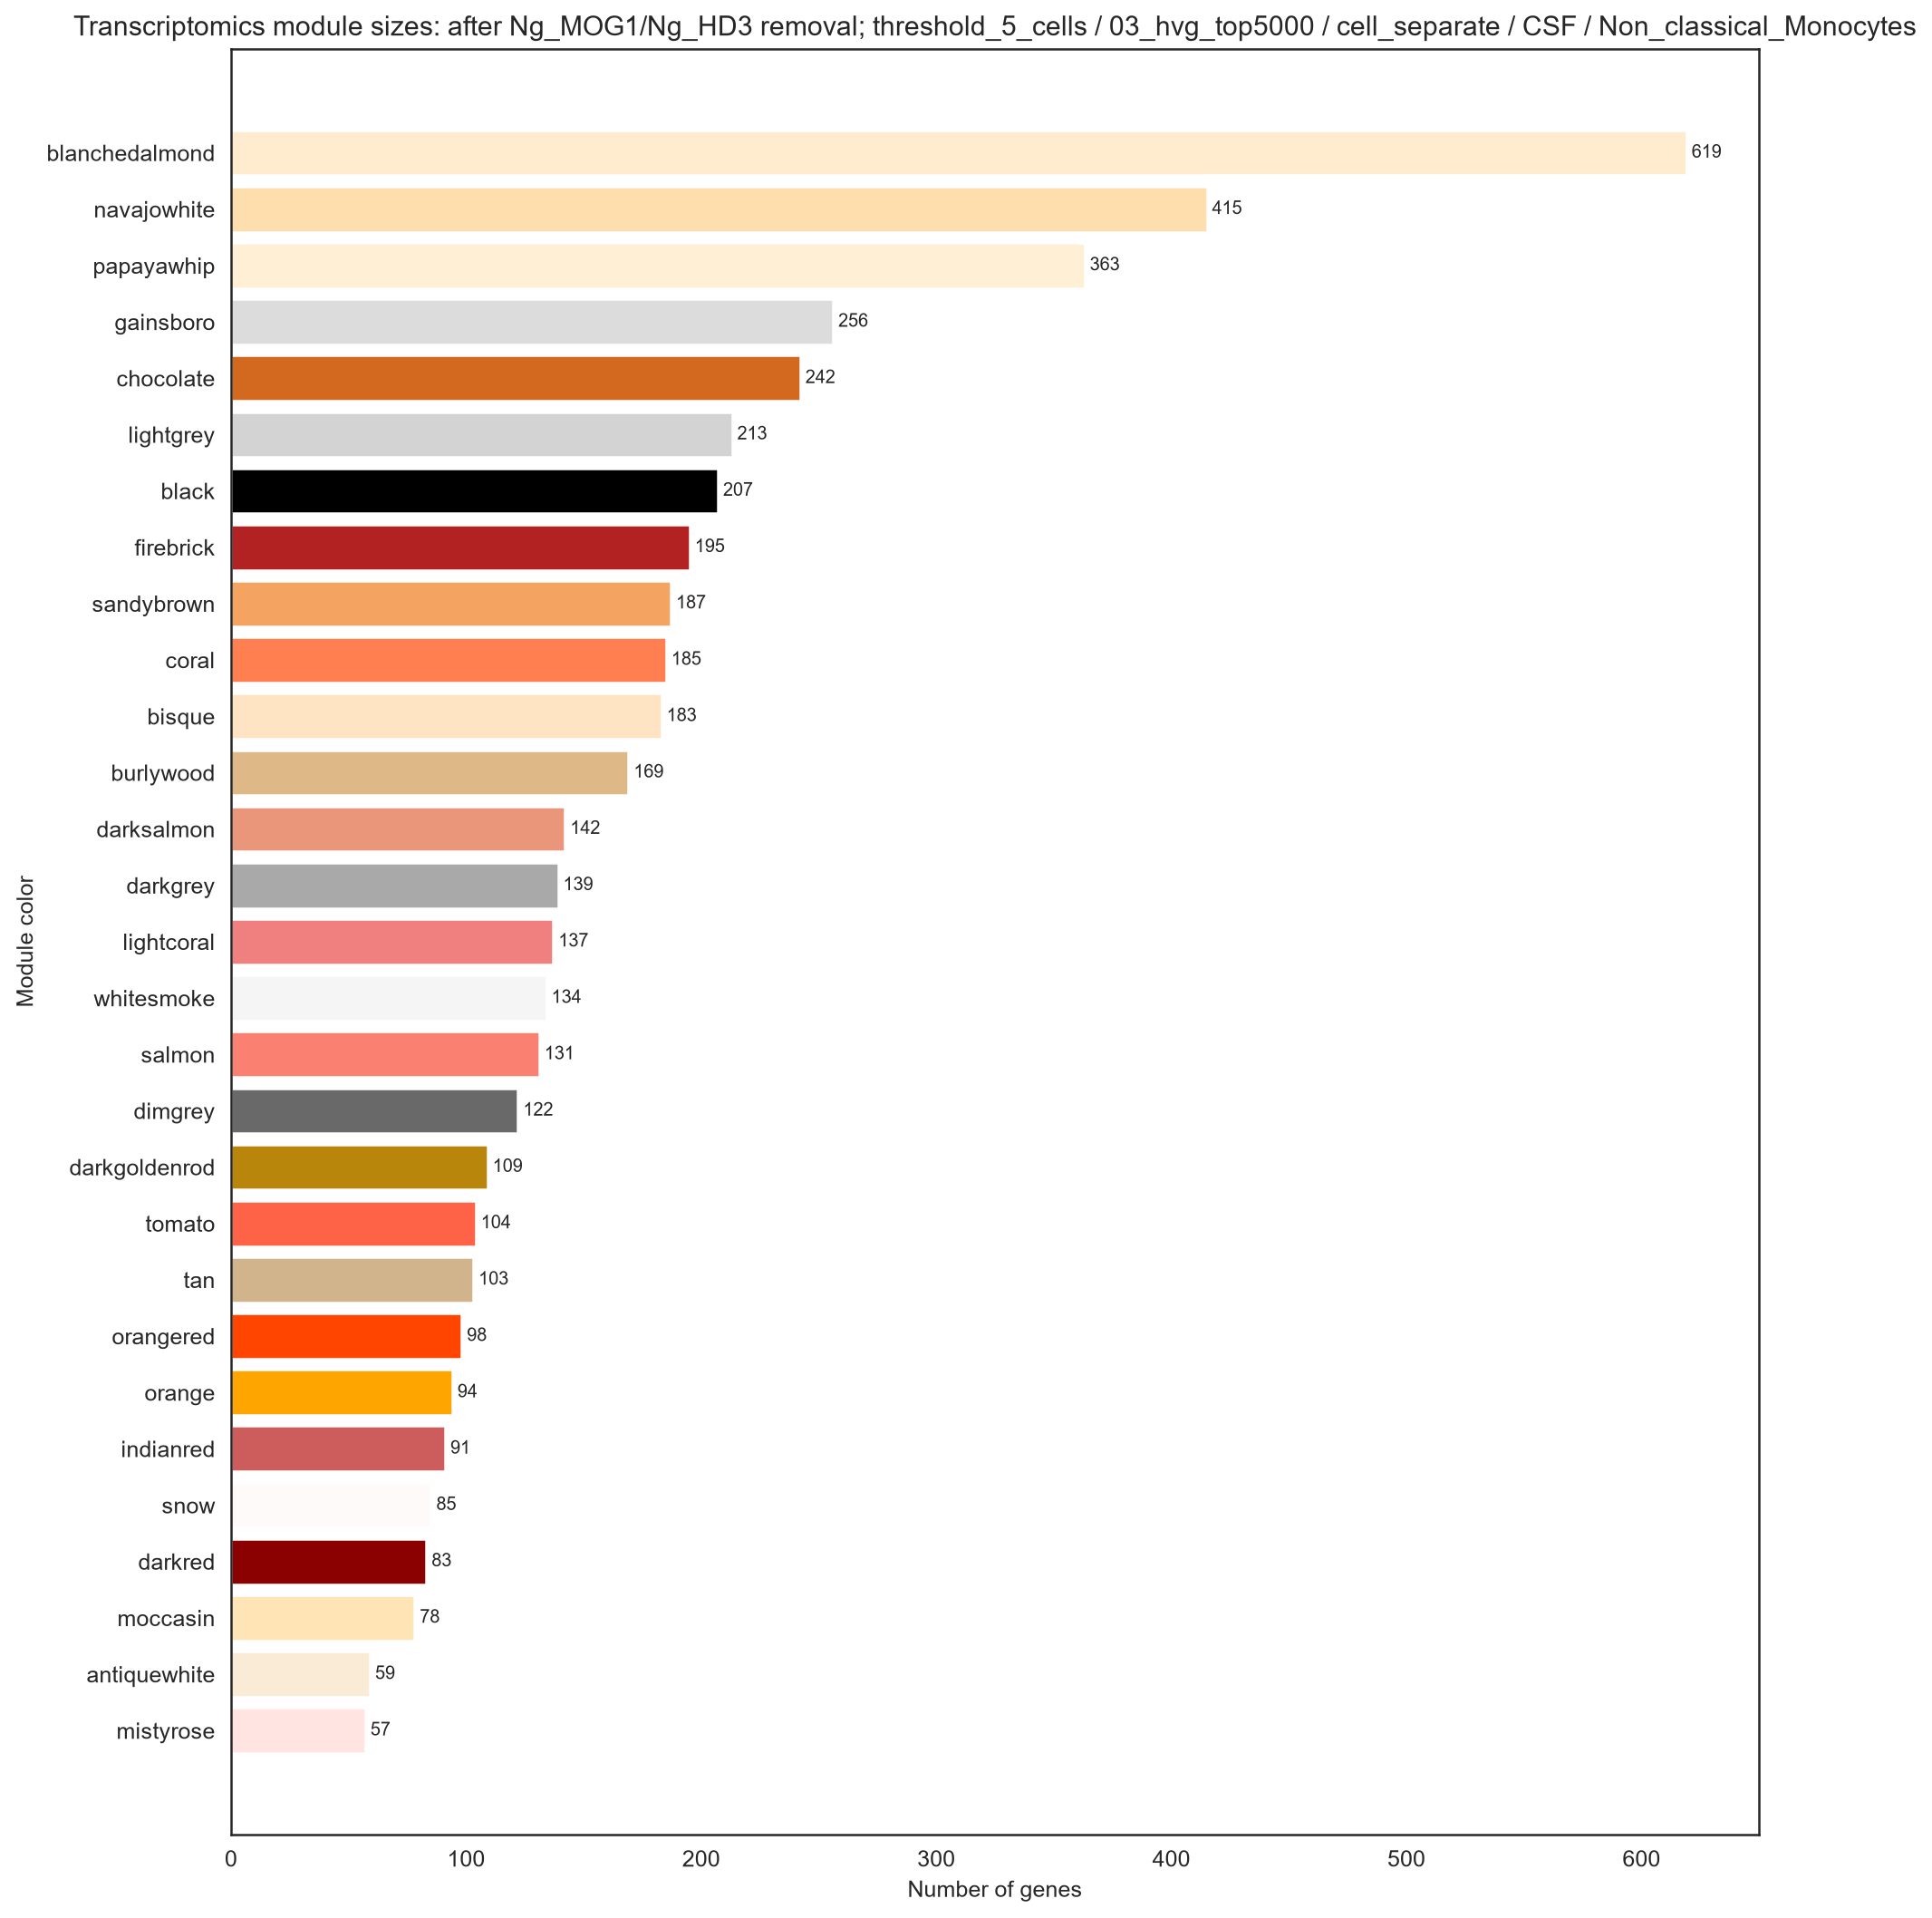 Transcriptomics module sizes: after Ng_MOG1/Ng_HD3 removal; threshold_5_cells / 03_hvg_top5000 / cell_separate / CSF / Non_classical_Monocytes
blanchedalmond 619
navajowhite 415
papayawhip 363
gainsboro 256
chocolate 242
lightgrey 213
black 207
firebrick 195
sandybrown 187
coral 185
bisque 183
burlywood 169
darksalmon 142
darkgrey 139
lightcoral 137
whitesmoke 134
salmon 131
dimgrey 122
darkgoldenrod 109
tomato 104
tan 103
orangered 98
orange 94
indianred 91
snow 85
darkred 83
moccasin 78
antiquewhite 59
mistyrose 57
Module color
0 100 200 300 400 500 600
Number of genes